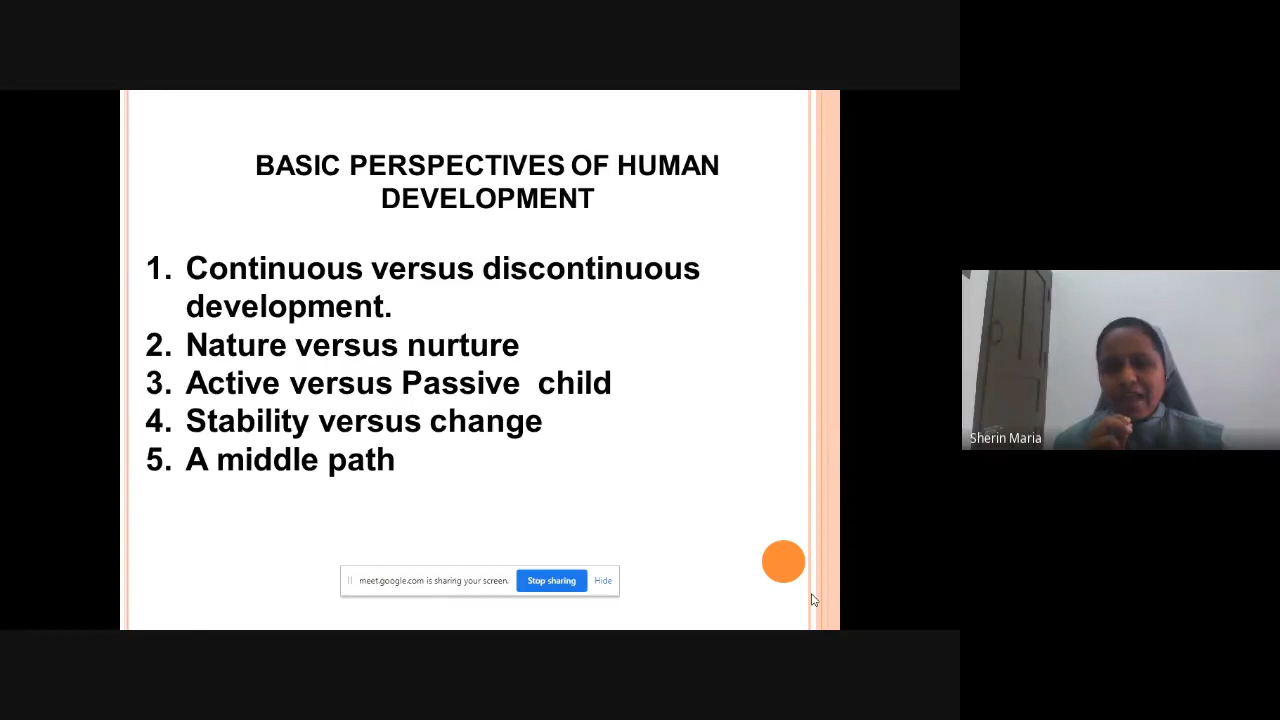 BASIC PERSPECTIVES OF HUMAN
DEVELOPMENT
1. Continuous versus discontinuous
development.
2. Nature versus nurture
3. Active versus Passive child
4. Stability versus change
5. A middle path
meet.google.com is sharing your screen. Stop sharing Hide
Sherin Maria